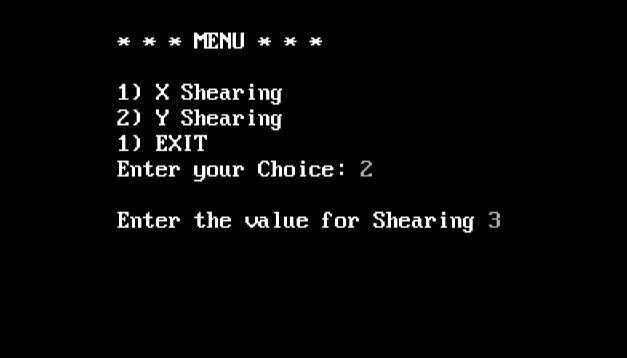 * * * MENU * * *
1) X Shearing
2) Y Shearing
1) EXIT
Enter your Choice: 2
Enter the value for Shearing 3